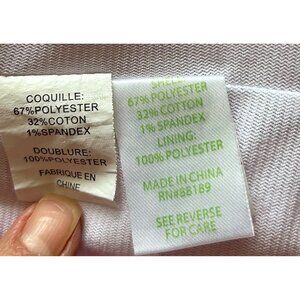 COQUILLE:
67%POLYESTER
32%COTTON
1%SPANDEX
DOUBLURE:
100%POLYESTER
FABRIQUE EN
CHINE
SHELL:
67%POLYESTER
32%COTTON
1%SPANDEX
LINING:
100%POLYESTER
MADE IN CHINA
RN#88189
SEE REVERSE
FOR CARE